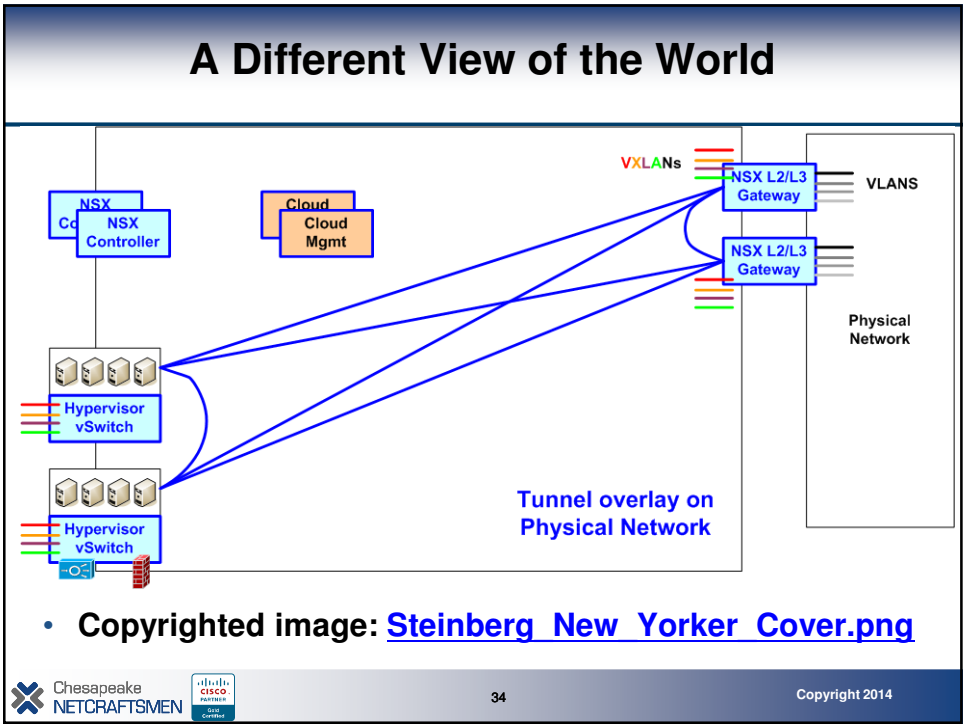 A Different View of the World
VXLANs
NSX L2/L3
Gateway
VLANS
NSX
Co
NSX
Controller
Cloud
Cloud
Mgmt
NSX L2/L3
Gateway
Physical
Network
Hypervisor
vSwitch
Hypervisor
vSwitch
Tunnel overlay on
Physical Network
• Copyrighted image: Steinberg_New_Yorker_Cover.png
Chesapeake
NETCRAFTSMEN
CISCO
PARTNER
Gold
Certified
34
Copyright 2014